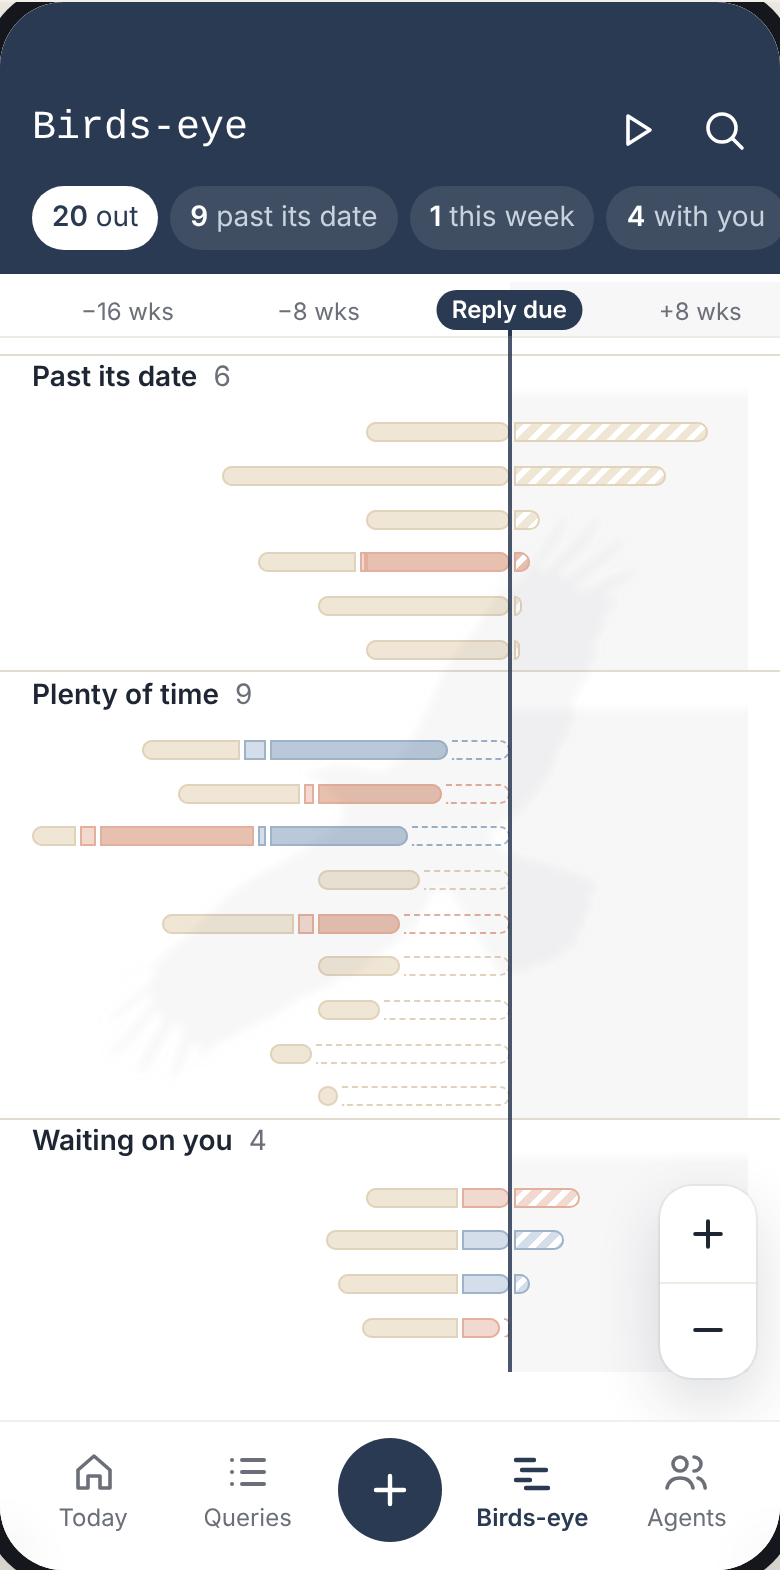 Birds-eye
20 out
9 past its date
1 this week
4 with you
−16 wks
−8 wks
Reply due
+8 wks
Past its date 6
Plenty of time 9
Waiting on you 4
Today
Queries
Birds-eye
Agents